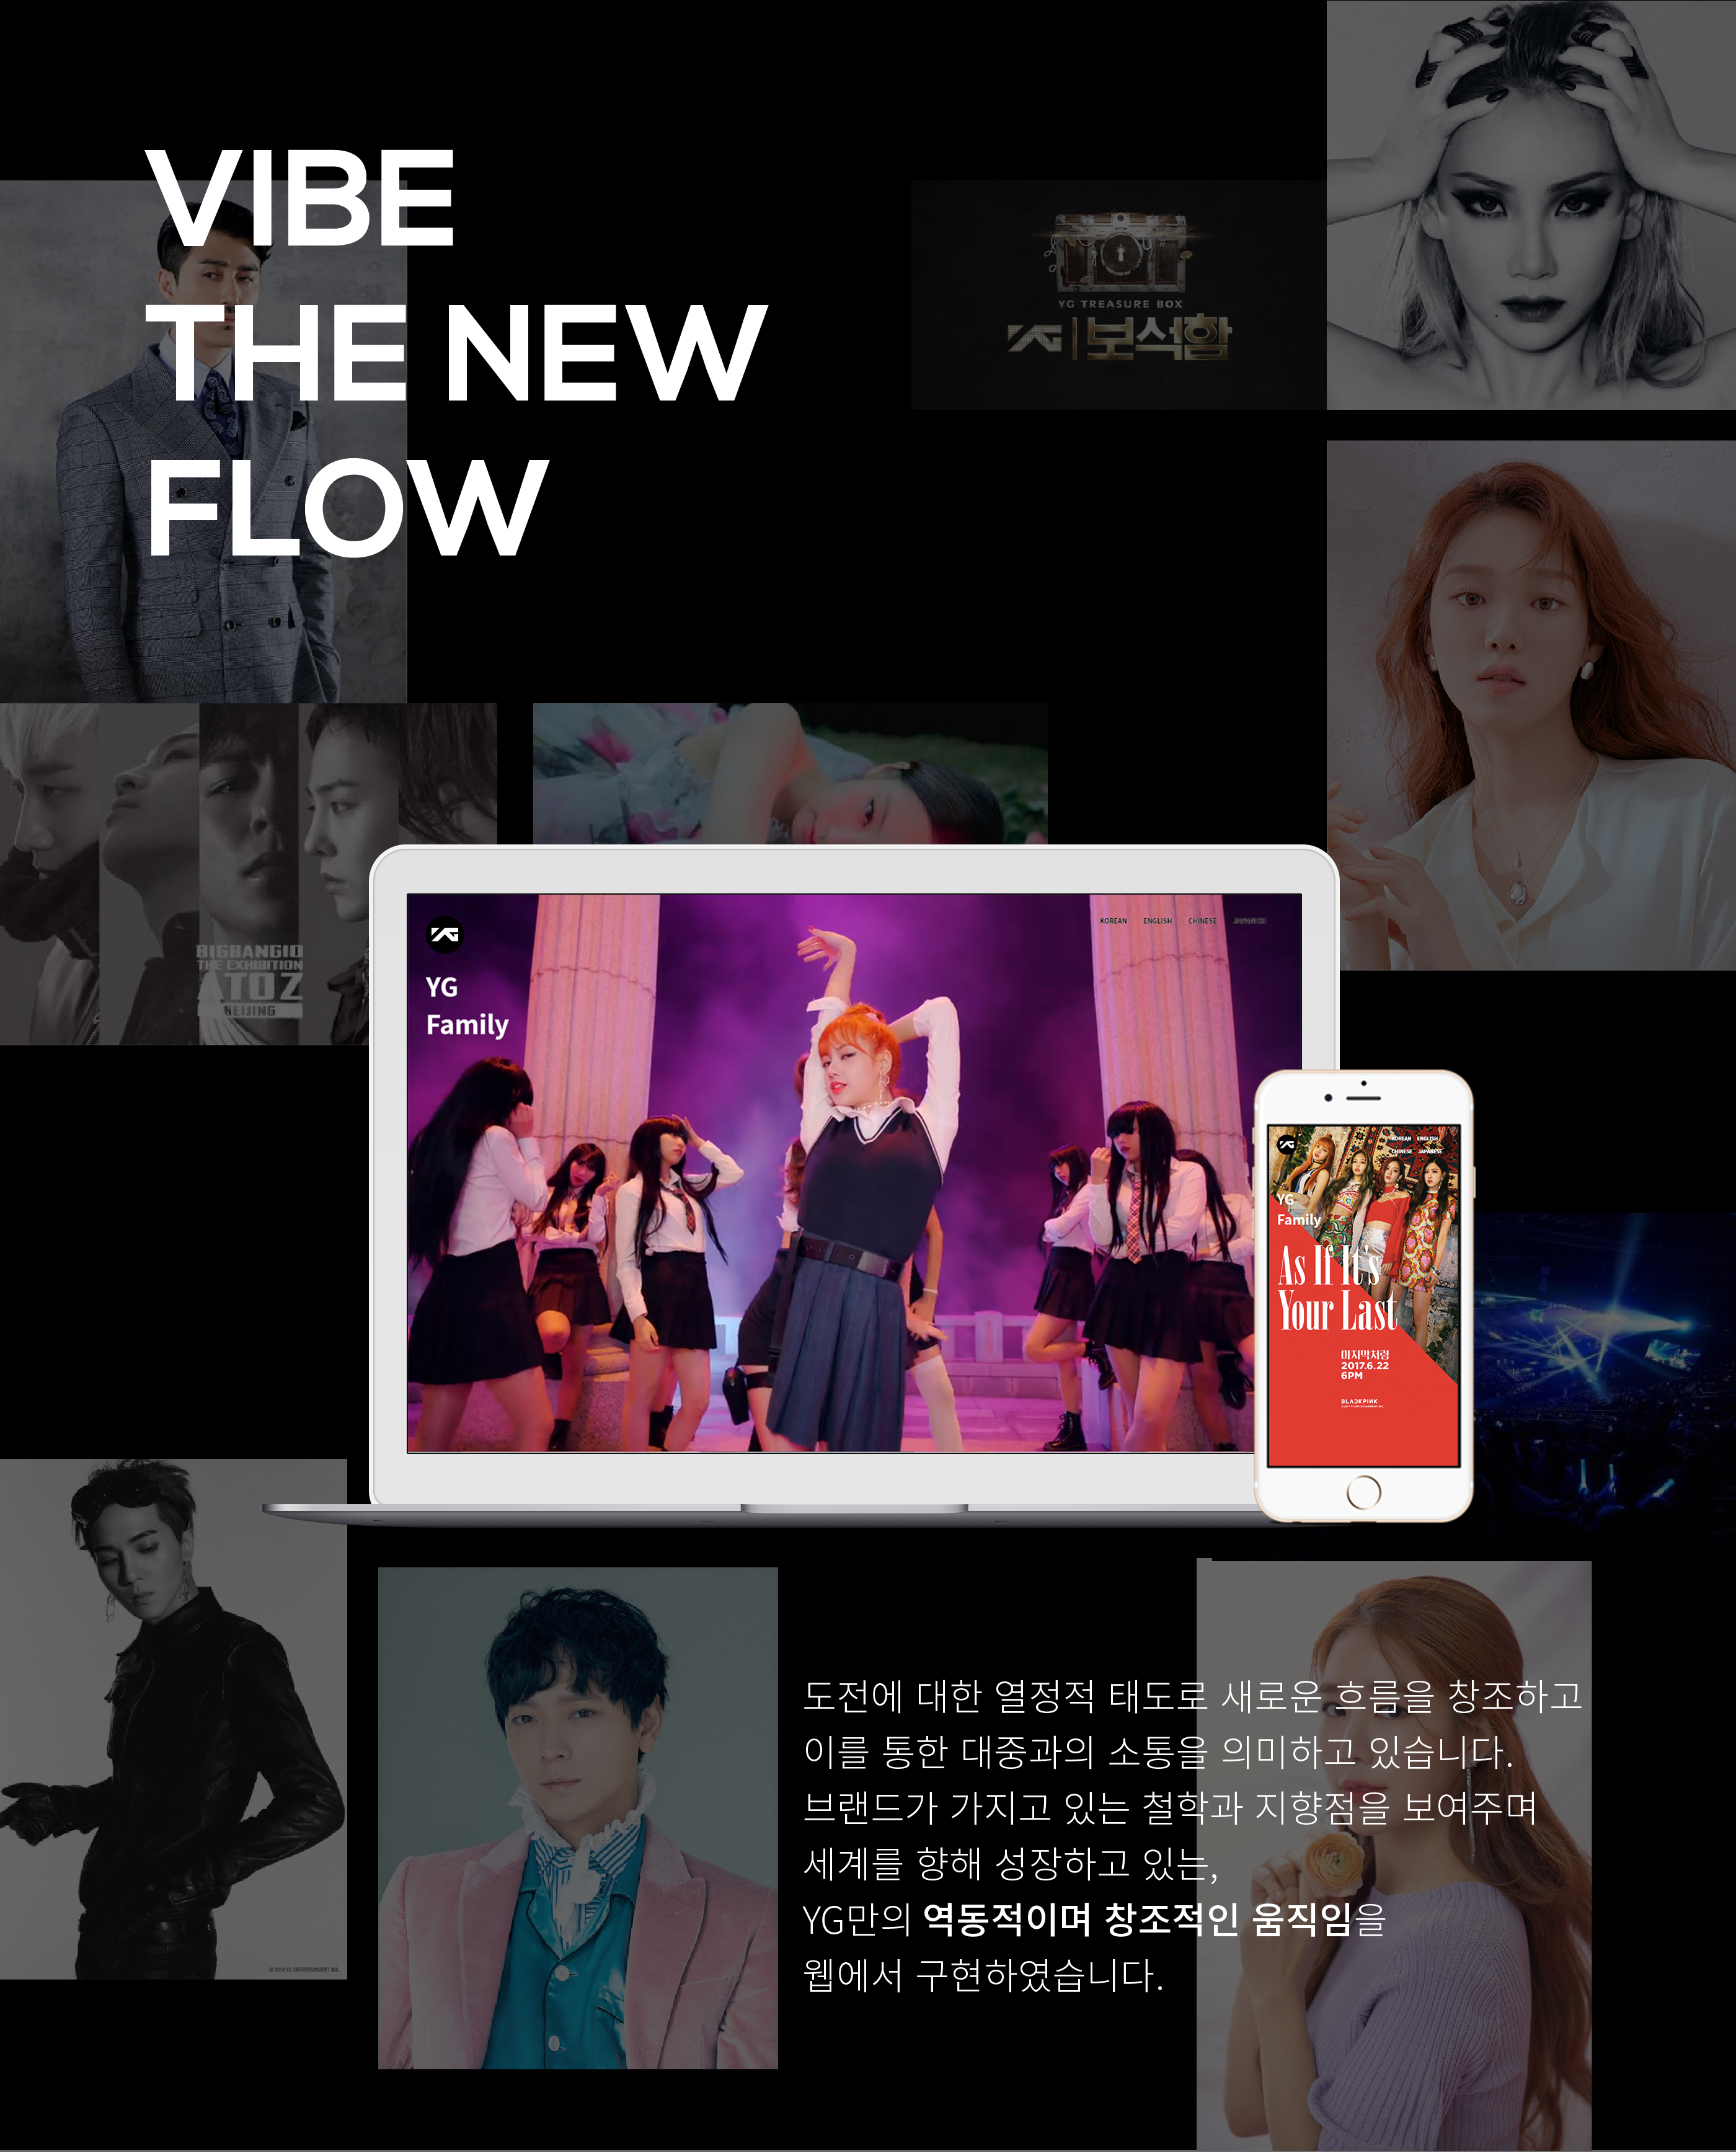 VIBE
THE NEW
FLOW
YG TREASURE BOX
YG | 보석함
BIGBANG10
THE EXHIBITION
A TO Z
BEIJING
YG
Family
KOREAN ENGLISH CHINESE JAPANESE
KOREAN ENGLISH
CHINESE JAPANESE
YG
Family
As If It's
Your Last
마지막처럼
2017.6.22
6PM
BLACKPINK
도전에 대한 열정적 태도로 새로운 흐름을 창조하고
이를 통한 대중과의 소통을 의미하고 있습니다.
브랜드가 가지고 있는 철학과 지향점을 보여주며
세계를 향해 성장하고 있는,
YG만의 역동적이며 창조적인 움직임을
웹에서 구현하였습니다.